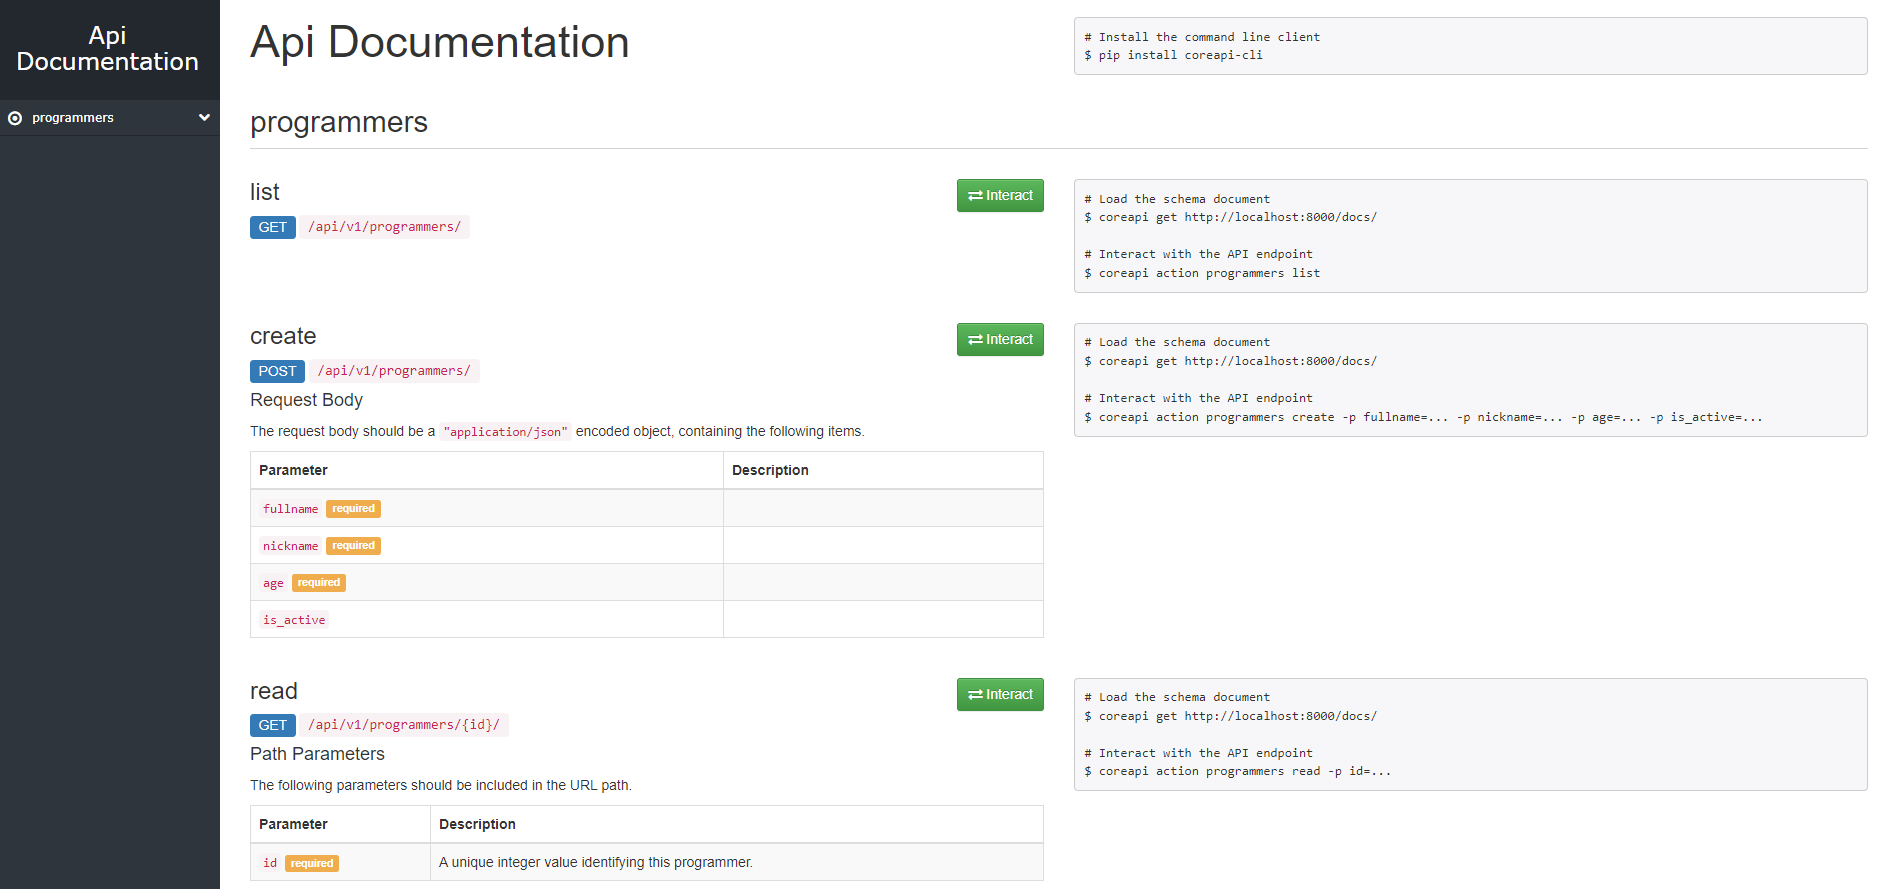 Api
Documentation
programmers
Api Documentation
# Install the command line client
$ pip install coreapi-cli
programmers
list
Interact
GET /api/v1/programmers/
# Load the schema document
$ coreapi get http://localhost:8000/docs/
# Interact with the API endpoint
$ coreapi action programmers list
create
Interact
POST /api/v1/programmers/
Request Body
The request body should be a "application/json" encoded object, containing the following items.
Parameter Description
fullname required
nickname required
age required
is_active
# Load the schema document
$ coreapi get http://localhost:8000/docs/
# Interact with the API endpoint
$ coreapi action programmers create -p fullname=... -p nickname=... -p age=... -p is_active=...
read
Interact
GET /api/v1/programmers/{id}/
Path Parameters
The following parameters should be included in the URL path.
Parameter Description
id required A unique integer value identifying this programmer.
# Load the schema document
$ coreapi get http://localhost:8000/docs/
# Interact with the API endpoint
$ coreapi action programmers read -p id=...